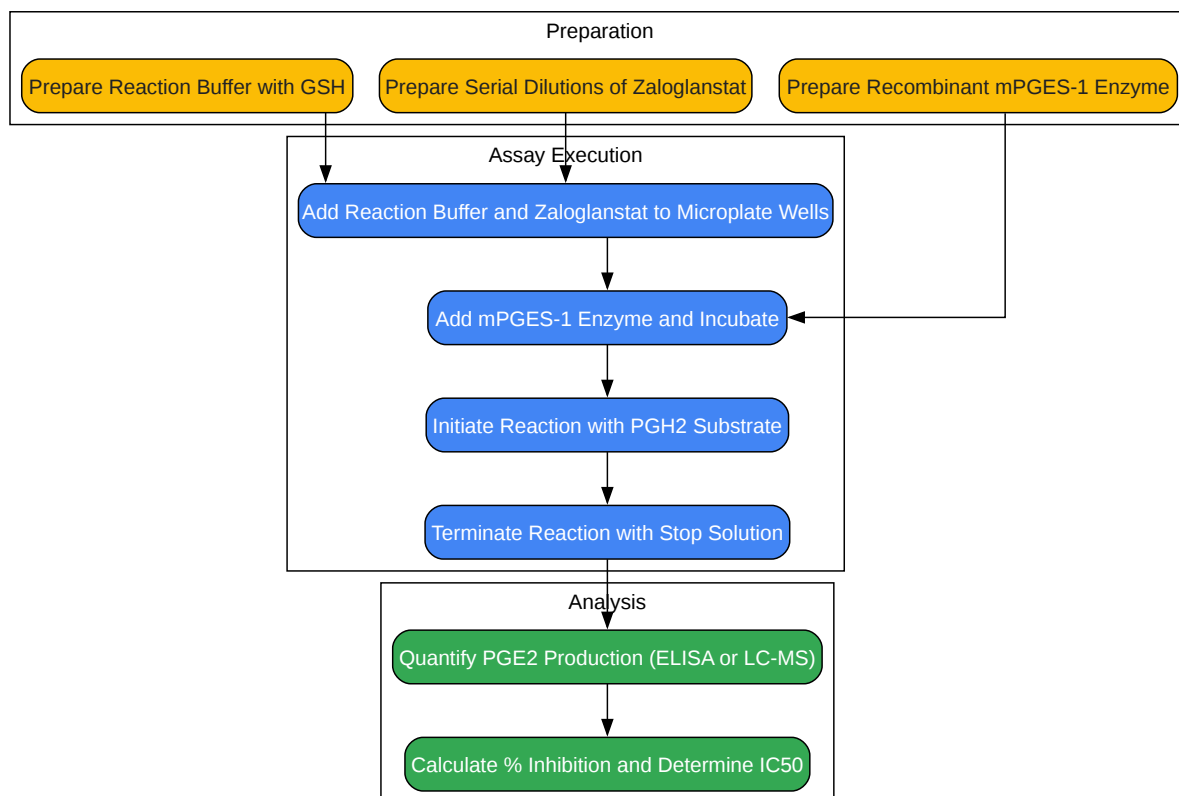 Preparation
Prepare Reaction Buffer with GSH
Prepare Serial Dilutions of Zaloglanstat
Prepare Recombinant mPGES-1 Enzyme
Assay Execution
Add Reaction Buffer and Zaloglanstat to Microplate Wells
Add mPGES-1 Enzyme and Incubate
Initiate Reaction with PGH2 Substrate
Terminate Reaction with Stop Solution
Analysis
Quantify PGE2 Production (ELISA or LC-MS)
Calculate % Inhibition and Determine IC50